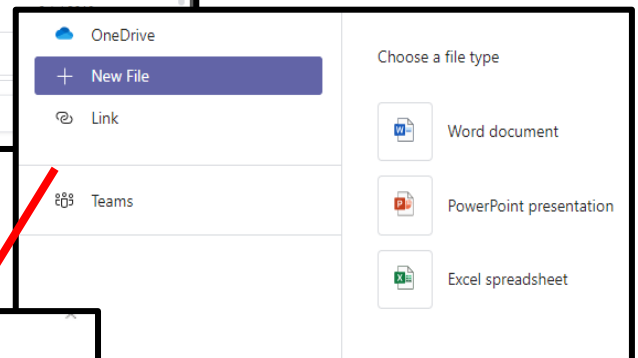 OneDrive
New File
Link
Teams
Choose a file type
Word document
PowerPoint presentation
Excel spreadsheet